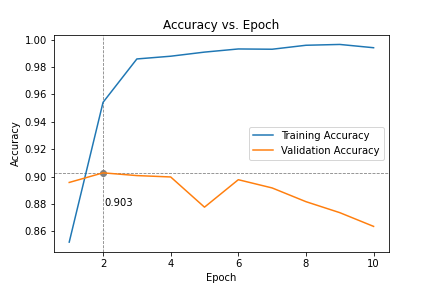 Accuracy vs. Epoch
1.00
0.98
0.96
0.94
0.92
0.90
0.88
0.86
Accuracy
Training Accuracy
Validation Accuracy
0.903
2 4 6 8 10
Epoch